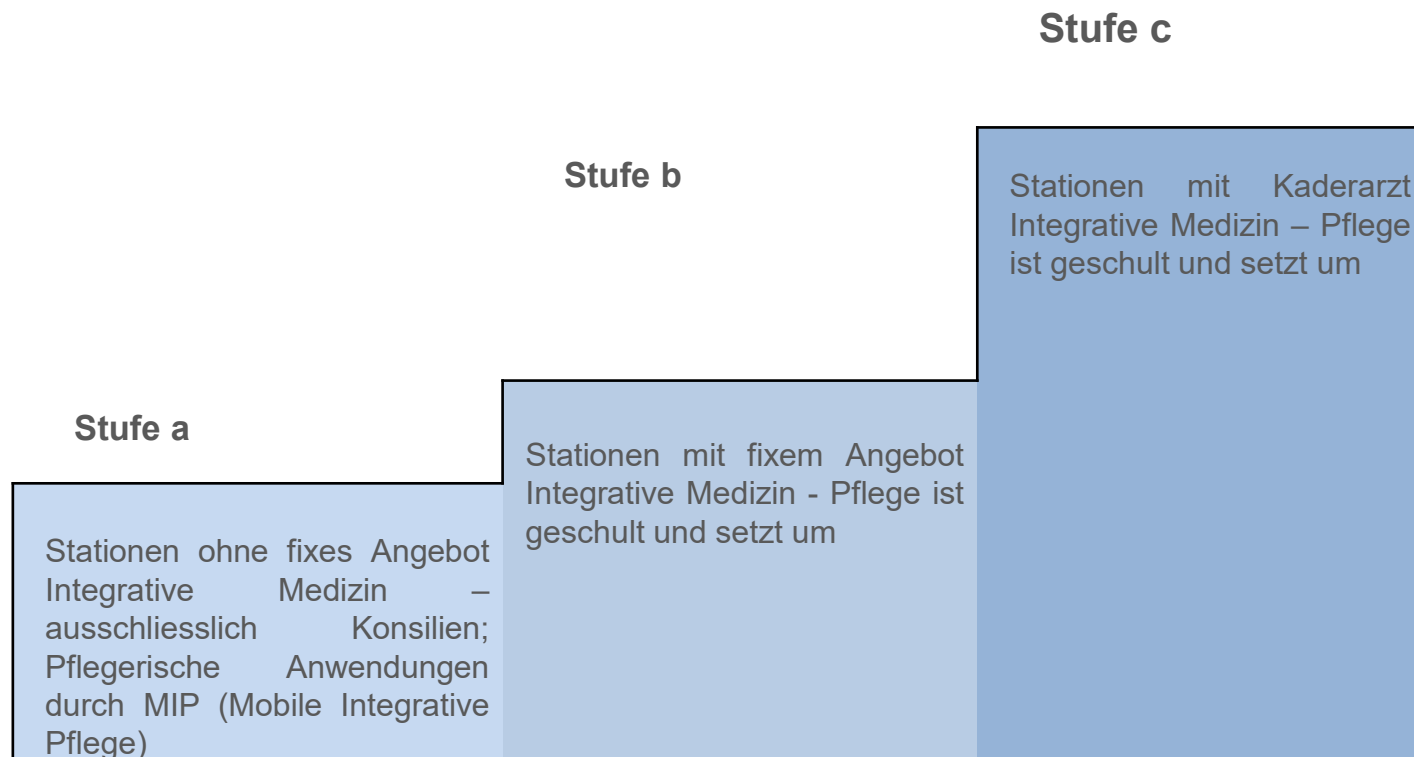 Stufe c
Stufe b
Stationen mit Kaderarzt
Integrative Medizin – Pflege
ist geschult und setzt um
Stufe a
Stationen mit fixem Angebot
Integrative Medizin - Pflege ist
geschult und setzt um
Stationen ohne fixes Angebot
Integrative Medizin –
ausschliesslich Konsilien;
Pflegerische Anwendungen
durch MIP (Mobile Integrative
Pflege)